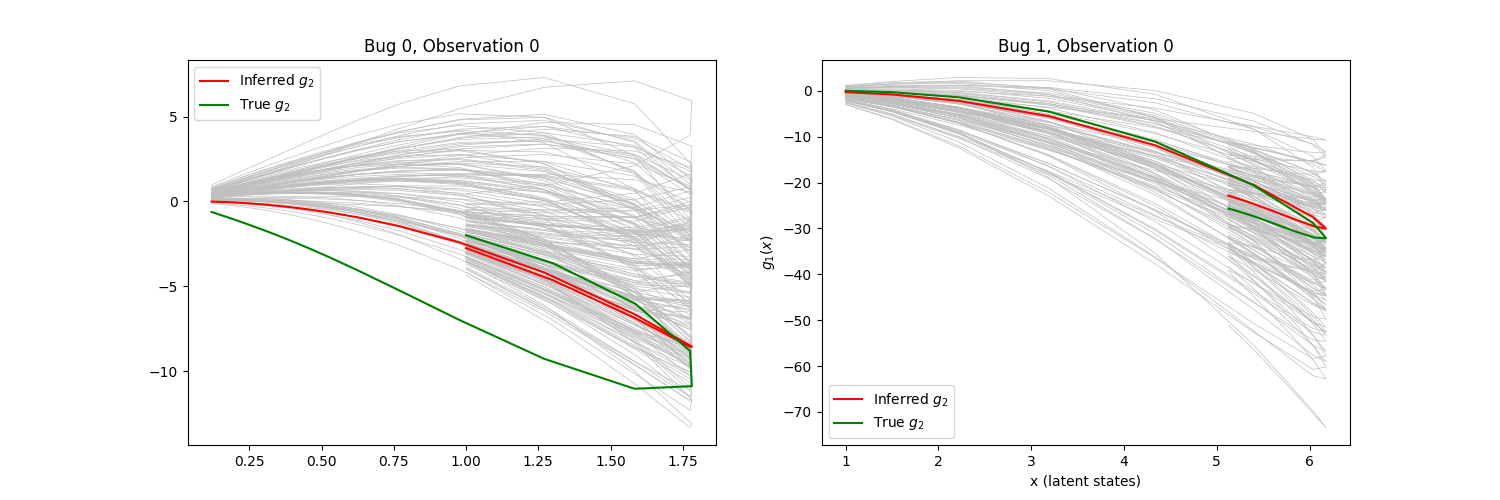 Bug 0, Observation 0
Inferred g₂
True g₂
5
0
−5
−10
0.25 0.50 0.75 1.00 1.25 1.50 1.75
Bug 1, Observation 0
g₁(x)
0
−10
−20
−30
−40
−50
−60
−70
Inferred g₂
True g₂
1 2 3 4 5 6
x (latent states)